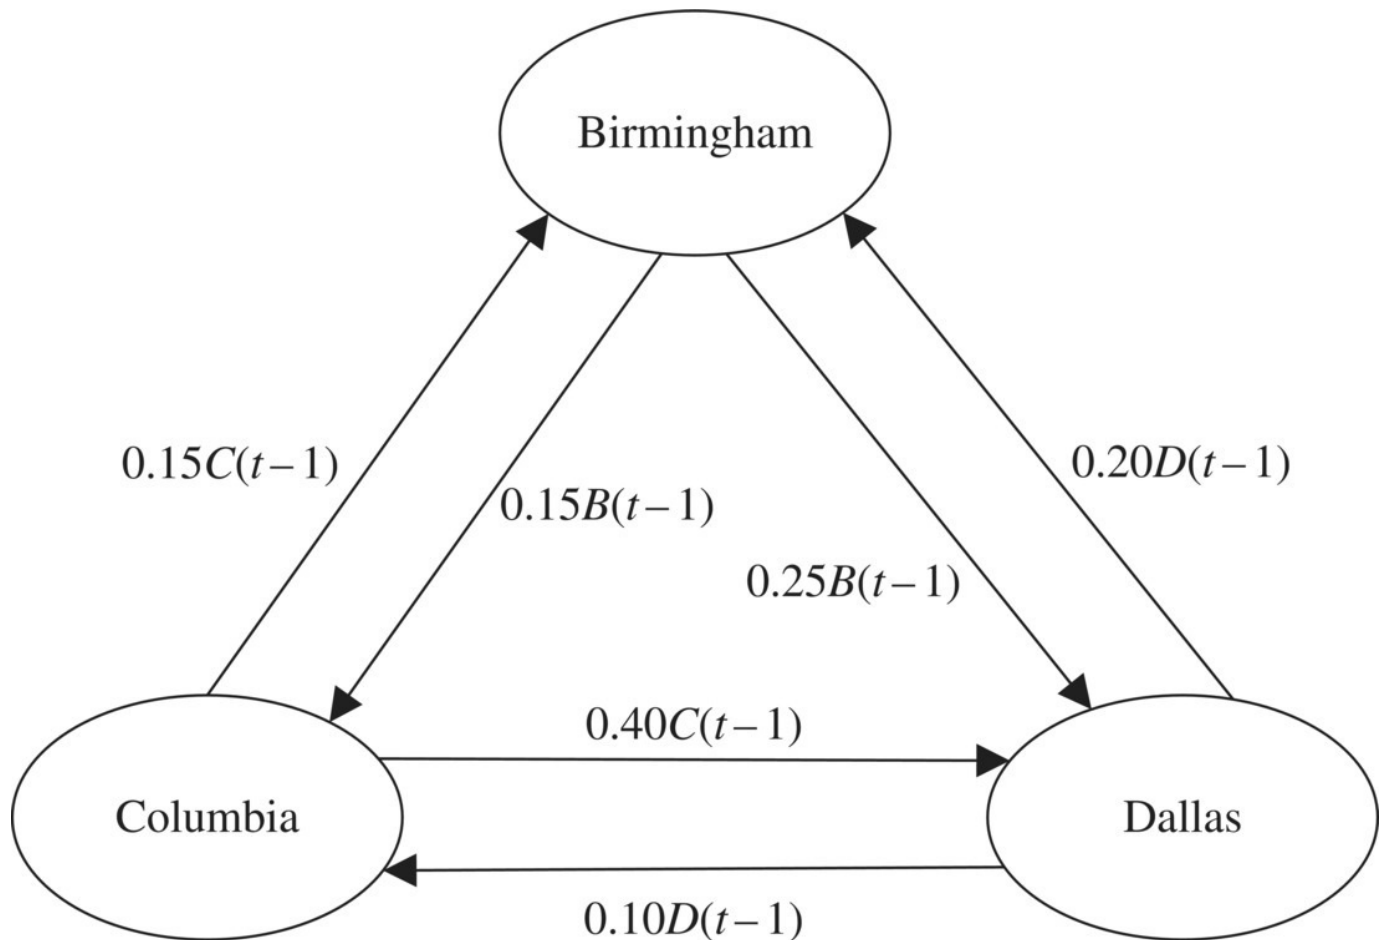 Birmingham
0.15C(t – 1)
0.20D(t – 1)
0.15B(t – 1)
0.25B(t – 1)
0.40C(t – 1)
Columbia
Dallas
0.10D(t – 1)